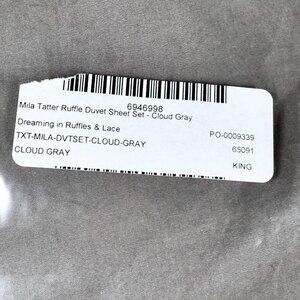 6946998
Mila Tatter Ruffle Duvet Sheet Set - Cloud Gray
Dreaming in Ruffles & Lace
PO-0009339
TXT-MILA-DVTSET-CLOUD-GRAY
65091
CLOUD GRAY
KING